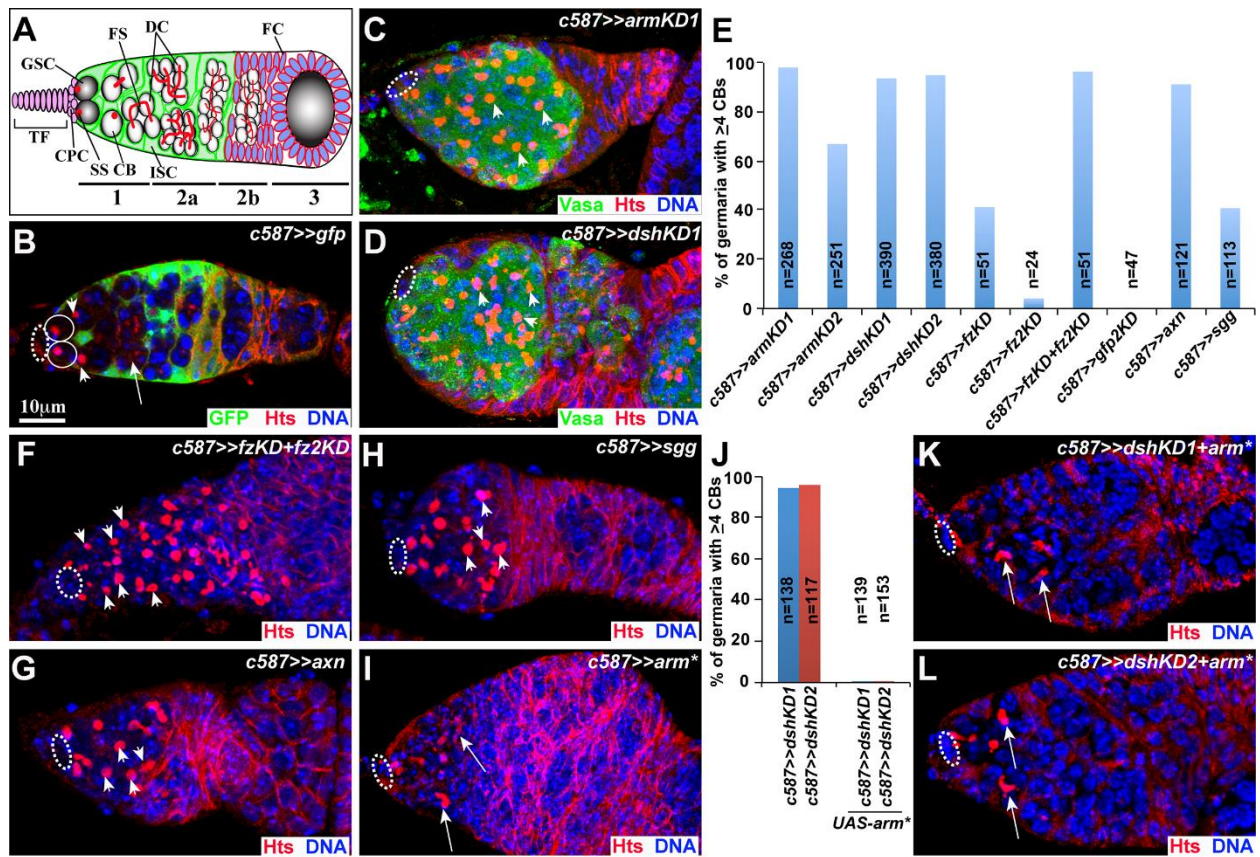 A
GSC
FS
DC
FC
TF
CPC
SS
CB
ISC
1
2a
2b
3
B
c587>>gfp
10μm
GFP Hts DNA
C
c587>>armKD1
Vasa Hts DNA
D
c587>>dshKD1
Vasa Hts DNA
E
% of germaria with ≥4 CBs
100
80
60
40
20
0
n=268
n=251
n=390
n=380
n=51
n=24
n=51
n=47
n=121
n=113
c587>>armKD1
c587>>armKD2
c587>>dshKD1
c587>>dshKD2
c587>>fzKD
c587>>fz2KD
c587>>fzKD+fz2KD
c587>>gfp2KD
c587>>axn
c587>>sgg
F
c587>>fzKD+fz2KD
Hts DNA
G
c587>>axn
Hts DNA
H
c587>>sgg
Hts DNA
I
c587>>arm*
Hts DNA
J
% of germaria with ≥4 CBs
100
80
60
40
20
0
n=138
n=117
n=139
n=153
c587>>dshKD1
c587>>dshKD2
c587>>dshKD1
c587>>dshKD2
UAS-arm*
K
c587>>dshKD1+arm*
Hts DNA
L
c587>>dshKD2+arm*
Hts DNA